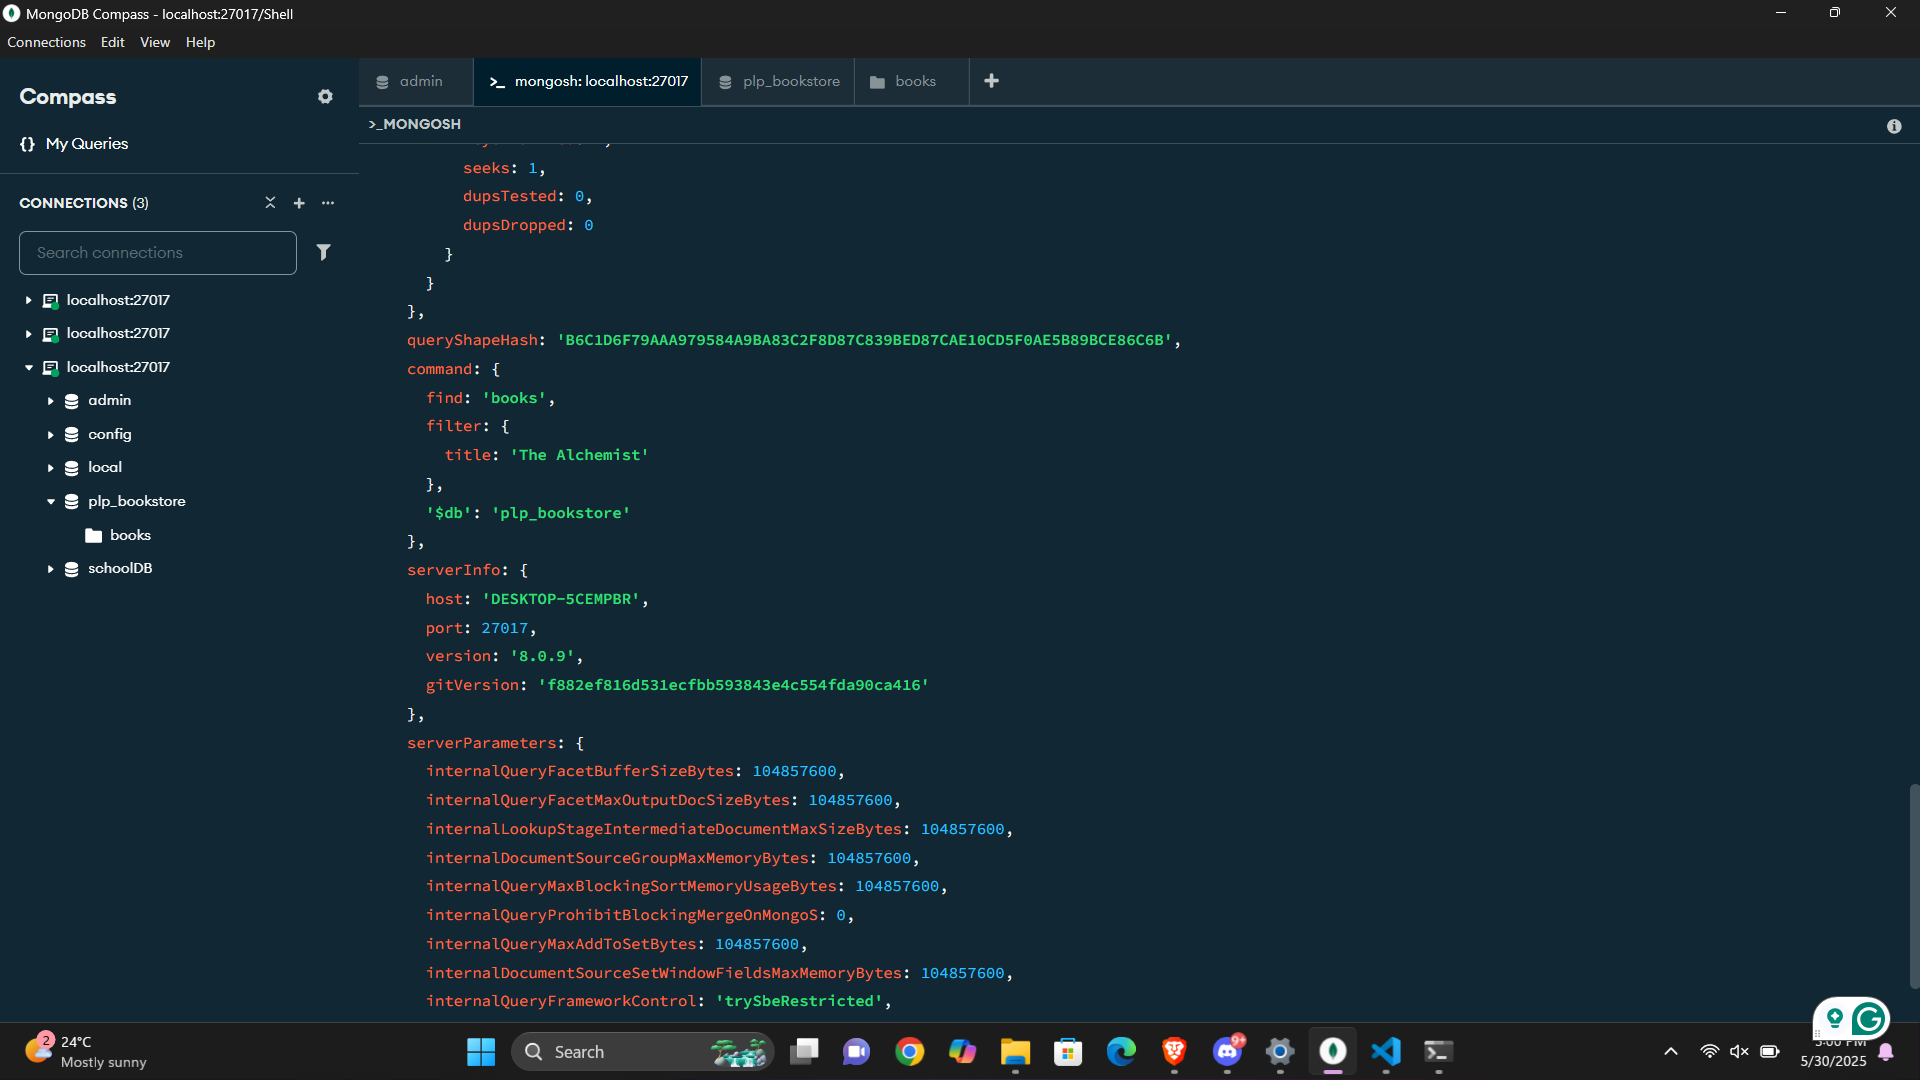 MongoDB Compass - localhost:27017/Shell
Connections Edit View Help
Compass
{} My Queries
CONNECTIONS (3)
Search connections
localhost:27017
localhost:27017
localhost:27017
admin
config
local
plp_bookstore
books
schoolDB
admin
>_ mongosh: localhost:27017
plp_bookstore
books
>_MONGOSH
seeks: 1,
dupsTested: 0,
dupsDropped: 0
}
}
},
queryShapeHash: 'B6C1D6F79AAA979584A9BA83C2F8D87C839BED87CAE10CD5F0AE5B89BCE86C6B',
command: {
find: 'books',
filter: {
title: 'The Alchemist'
},
'$db': 'plp_bookstore'
},
serverInfo: {
host: 'DESKTOP-5CEMPBR',
port: 27017,
version: '8.0.9',
gitVersion: 'f882ef816d531ecfbb593843e4c554fda90ca416'
},
serverParameters: {
internalQueryFacetBufferSizeBytes: 104857600,
internalQueryFacetMaxOutputDocSizeBytes: 104857600,
internalLookupStageIntermediateDocumentMaxSizeBytes: 104857600,
internalDocumentSourceGroupMaxMemoryBytes: 104857600,
internalQueryMaxBlockingSortMemoryUsageBytes: 104857600,
internalQueryProhibitBlockingMergeOnMongoS: 0,
internalQueryMaxAddToSetBytes: 104857600,
internalDocumentSourceSetWindowFieldsMaxMemoryBytes: 104857600,
internalQueryFrameworkControl: 'trySbeRestricted',
2
24°C
Mostly sunny
Search
9+
5/30/2025